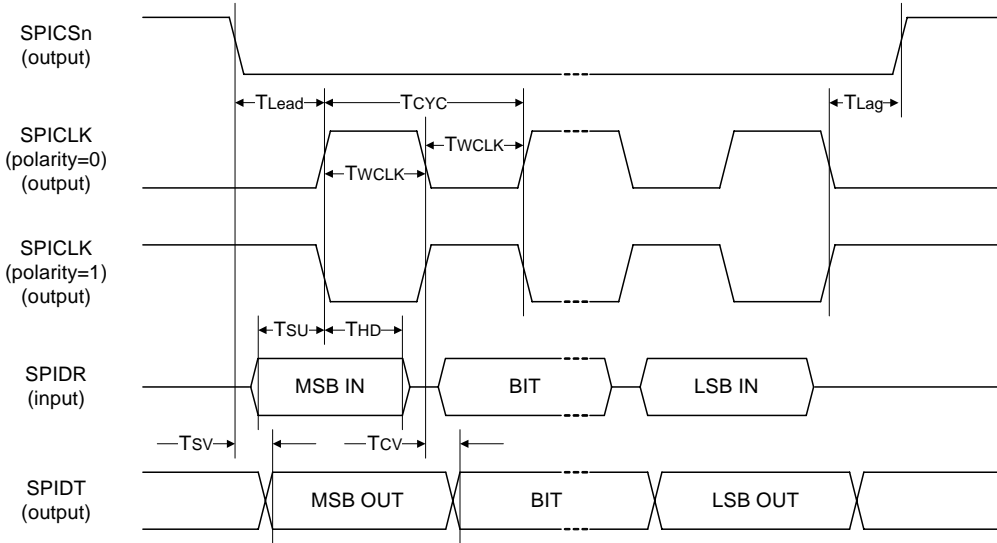 SPICSn
(output)
TLead
TCYC
TLag
SPICLK
(polarity=0)
(output)
TWCLK
TWCLK
SPICLK
(polarity=1)
(output)
TSU
THD
SPIDR
(input)
MSB IN
BIT
LSB IN
TSV
TCV
SPIDT
(output)
MSB OUT
BIT
LSB OUT